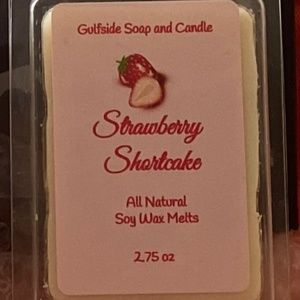 Gulfside Soap and Candle
Strawberry
Shortcake
All Natural
Soy Wax Melts
2.75 oz